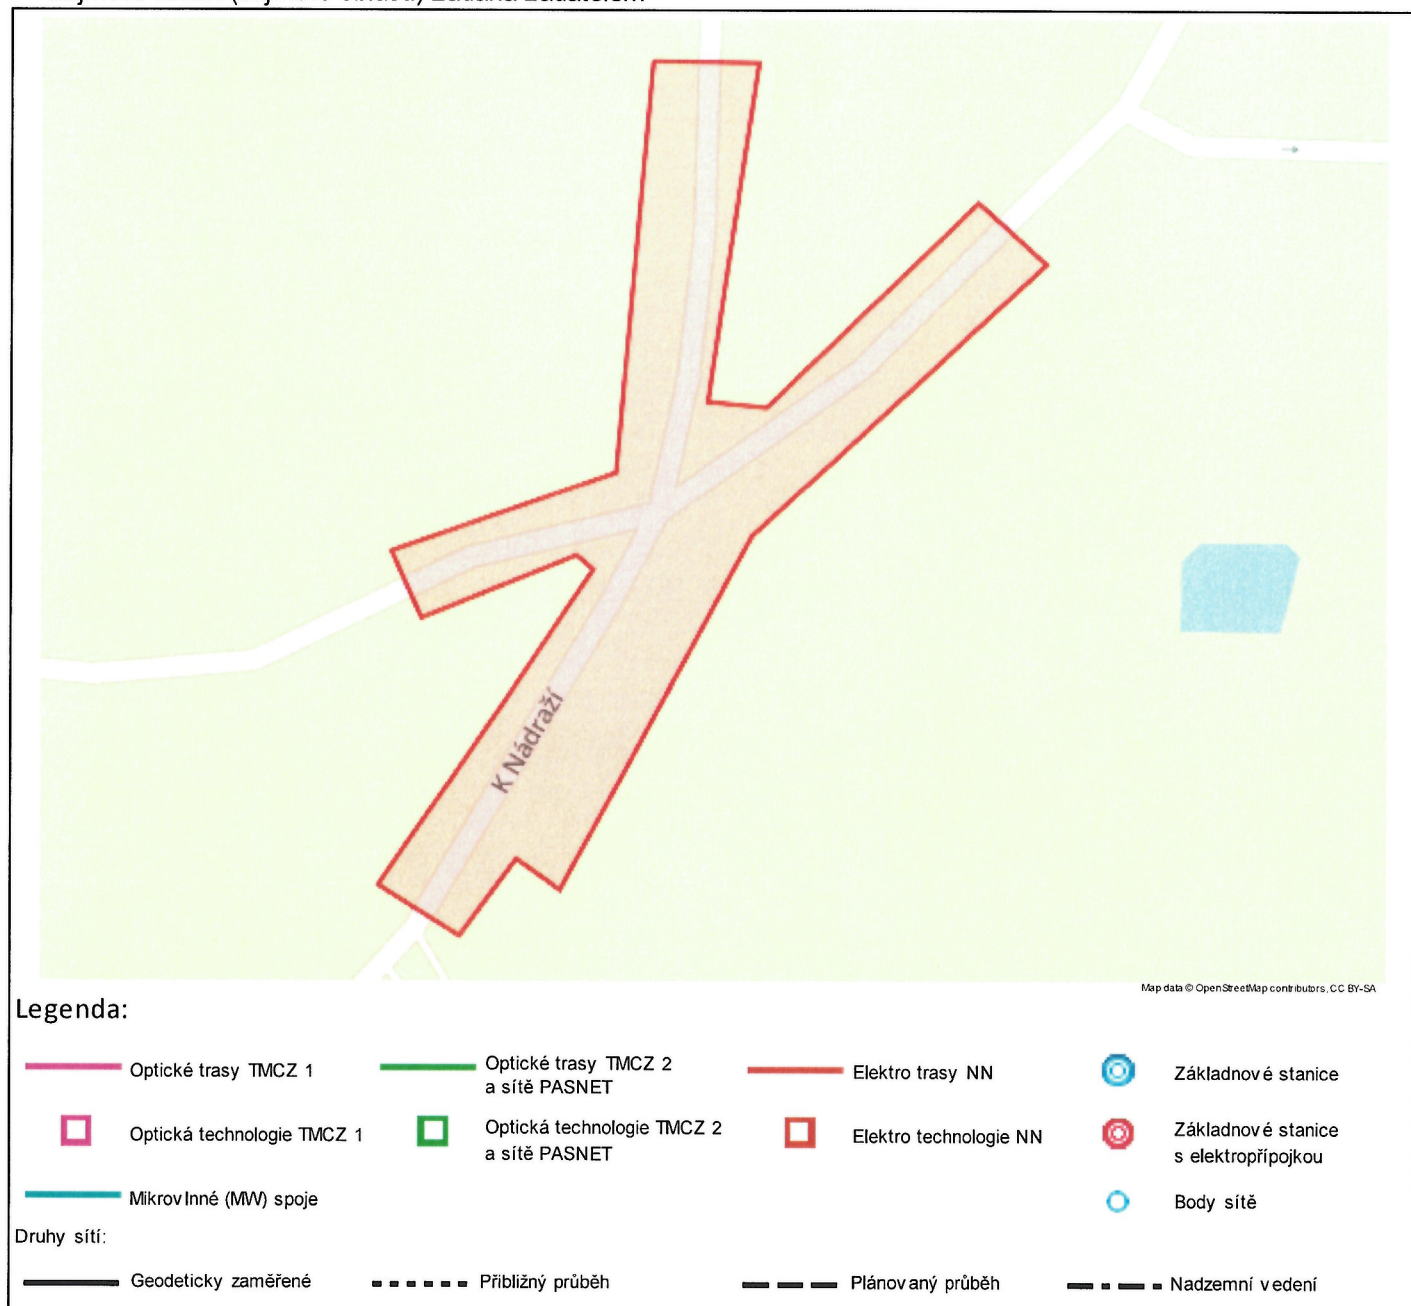 K Nádraží
Map data © OpenStreetMap contributors, CC BY-SA
Legenda:
Optické trasy TMCZ 1
Optické trasy TMCZ 2
a sítě PASNET
Elektro trasy NN
Základnové stanice
Optická technologie TMCZ 1
Optická technologie TMCZ 2
a sítě PASNET
Elektro technologie NN
Základnové stanice
s elektropřípojkou
Mikrovlnné (MW) spoje
Body sítě
Druhy sítí:
Geodeticky zaměřené
Přibližný průběh
Plánovaný průběh
Nadzemní vedení